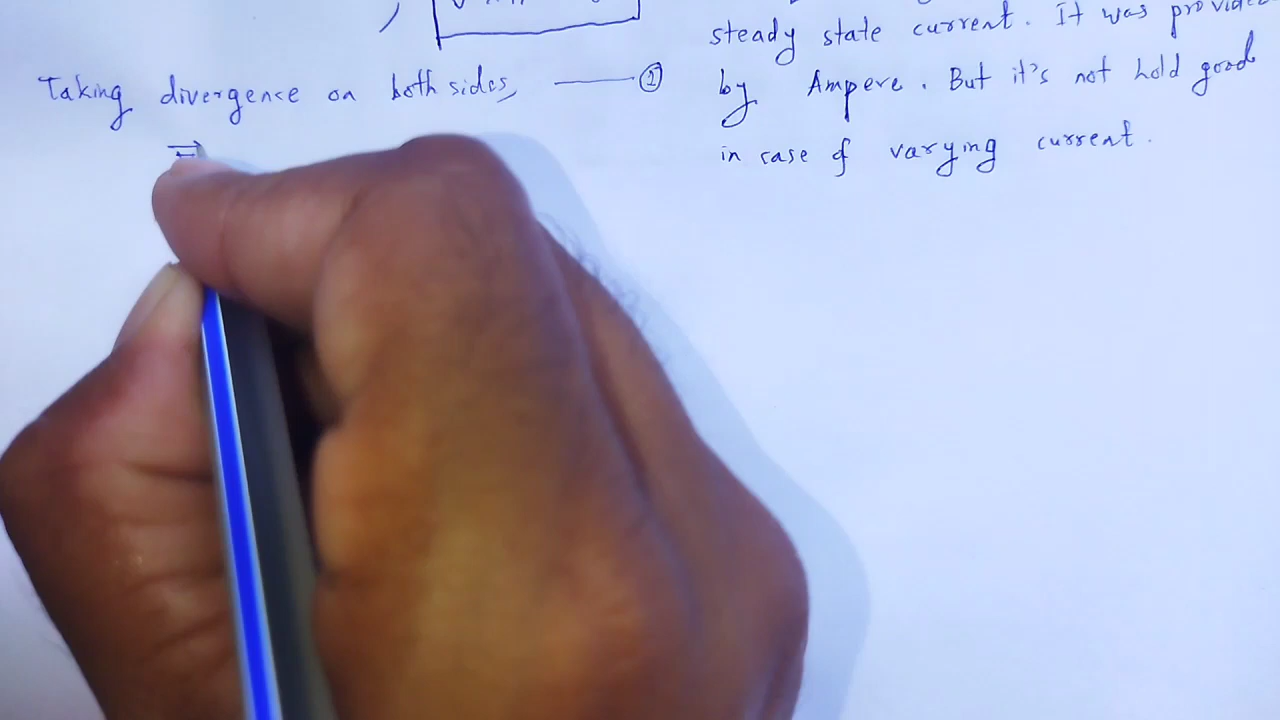 Taking divergence on both sides, —— ②
steady state current. It was provided
by Ampere. But it's not hold good
in case of varying current.